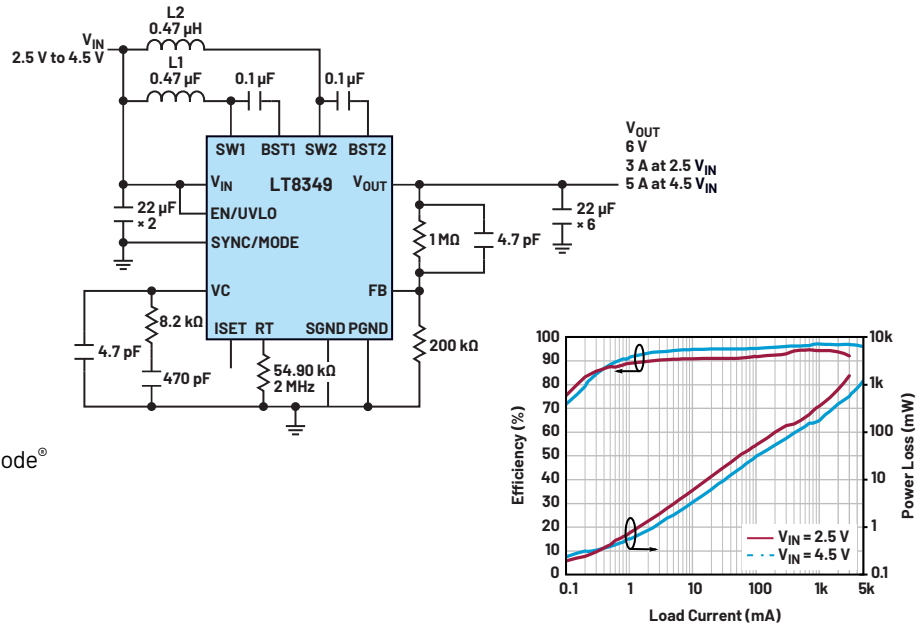 L2
0.47 µH
VIN
2.5 V to 4.5 V
L1
0.47 µF
0.1 µF
0.1 µF
SW1
BST1
SW2
BST2
VIN
LT8349
VOUT
EN/UVLO
SYNC/MODE
VC
FB
ISET
RT
SGND
PGND
22 µF
× 2
VOUT
6 V
3 A at 2.5 VIN
5 A at 4.5 VIN
22 µF
× 6
1 MΩ
4.7 pF
200 kΩ
8.2 kΩ
4.7 pF
470 pF
54.90 kΩ
2 MHz
ode®
100
90
80
70
60
50
40
30
20
10
0
Efficiency (%)
10k
1k
100
10
1
0.1
Power Loss (mW)
VIN = 2.5 V
VIN = 4.5 V
0.1
1
10
100
1k
5k
Load Current (mA)